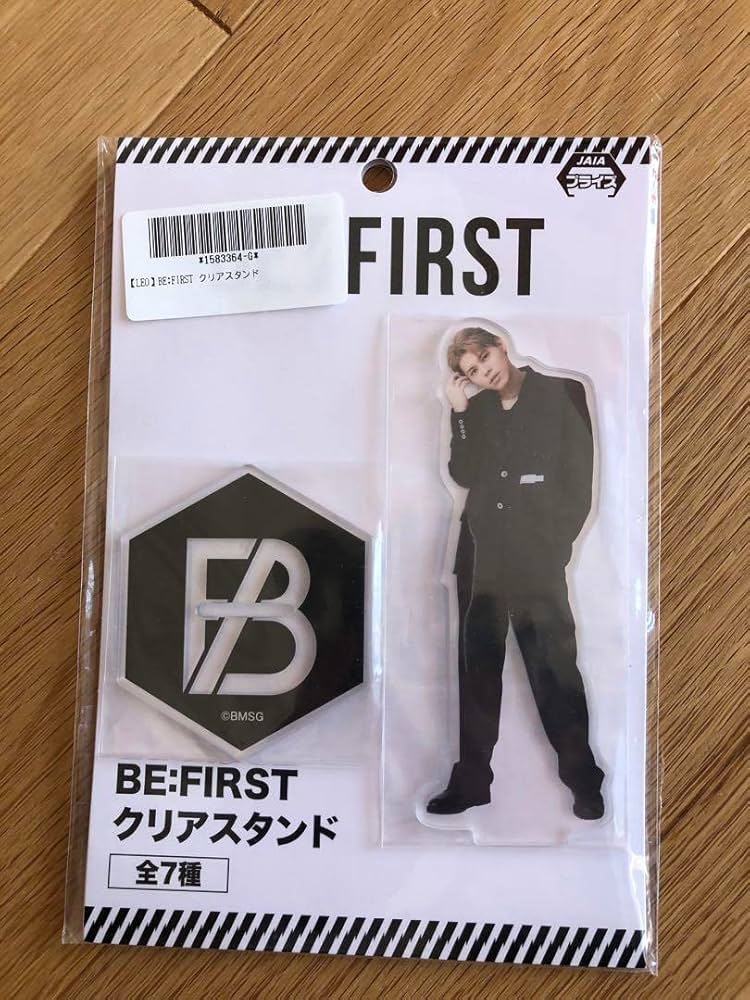 JAIA
プライズ
*1583364-G*
【LEO】BE:FIRST クリアスタンド
FIRST
B
©BMSG
BE:FIRST
クリアスタンド
全7種